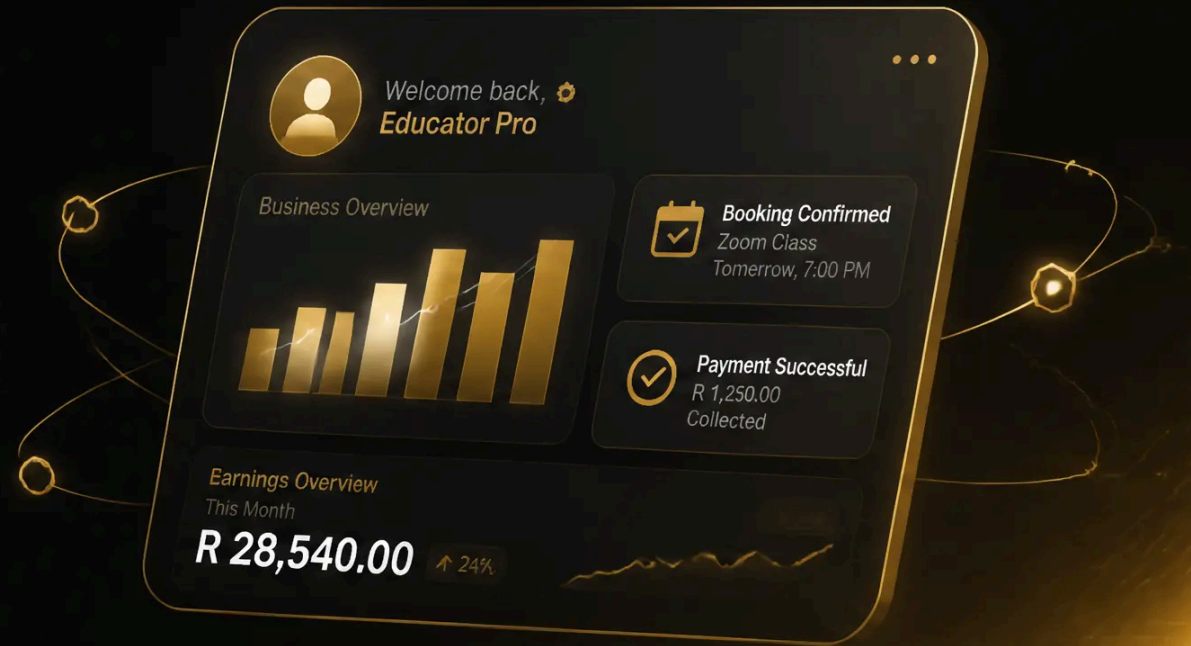 Welcome back,
Educator Pro
Business Overview
Booking Confirmed
Zoom Class
Tomerrow, 7:00 PM
Payment Successful
R 1,250.00
Collected
Earnings Overview
This Month
R 28,540.00
↑ 24%